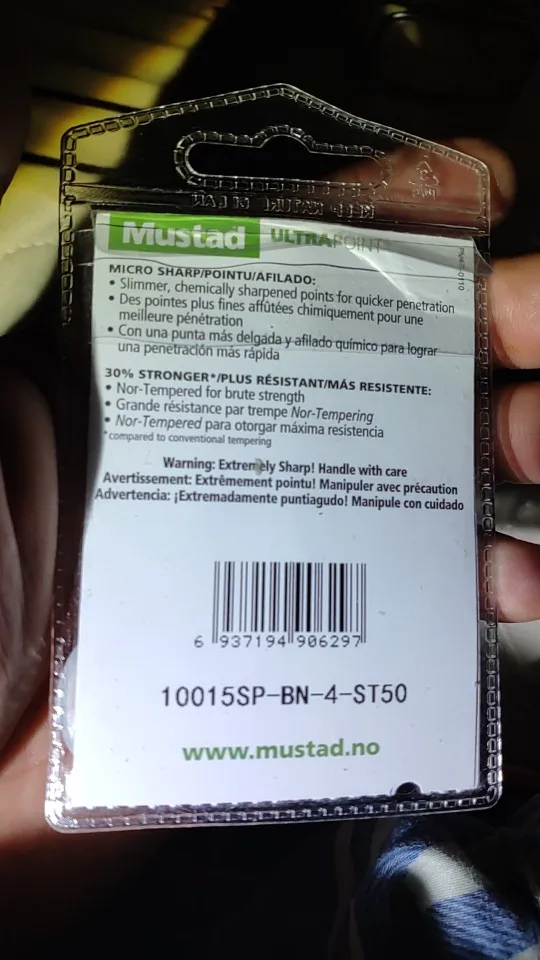 Mustad ULTRAPOINT
MICRO SHARP/POINTU/AFILADO:
• Slimmer, chemically sharpened points for quicker penetration
• Des pointes plus fines affûtées chimiquement pour une
meilleure pénétration
• Con una punta más delgada y afilado químico para lograr
una penetración más rápida
30% STRONGER*/PLUS RÉSISTANT/MÁS RESISTENTE:
• Nor-Tempered for brute strength
• Grande résistance par trempe Nor-Tempering
• Nor-Tempered para otorgar máxima resistencia
*compared to conventional tempering
Warning: Extremely Sharp! Handle with care
Avertissement: Extrêmement pointu! Manipuler avec précaution
Advertencia: ¡Extremadamente puntiagudo! Manipule con cuidado
6 937194 906297
10015SP-BN-4-ST50
www.mustad.no